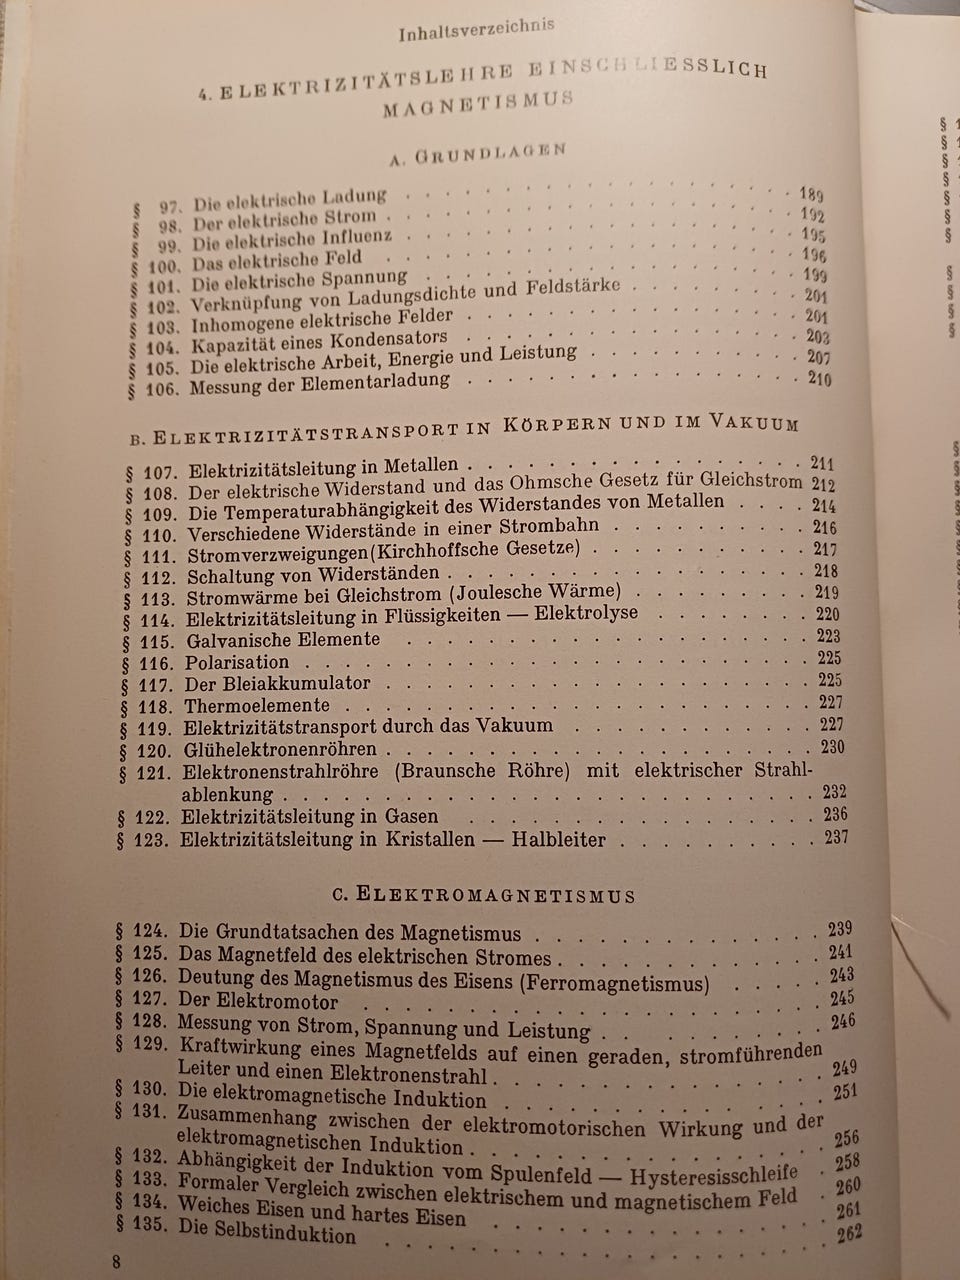 Inhaltsverzeichnis
4. ELEKTRIZITÄTSLEHRE EINSCHLIESSLICH
MAGNETISMUS
A. GRUNDLAGEN
§ 97. Die elektrische Ladung . . . . . . . . . . . . . . . . . . . 189
§ 98. Der elektrische Strom . . . . . . . . . . . . . . . . . . . 192
§ 99. Die elektrische Influenz . . . . . . . . . . . . . . . . . . 195
§ 100. Das elektrische Feld . . . . . . . . . . . . . . . . . . . 196
§ 101. Die elektrische Spannung . . . . . . . . . . . . . . . . . 199
§ 102. Verknüpfung von Ladungsdichte und Feldstärke . . . . . . . . 201
§ 103. Inhomogene elektrische Felder . . . . . . . . . . . . . . . 201
§ 104. Kapazität eines Kondensators . . . . . . . . . . . . . . . 203
§ 105. Die elektrische Arbeit, Energie und Leistung . . . . . . . . . 207
§ 106. Messung der Elementarladung . . . . . . . . . . . . . . . 210
B. ELEKTRIZITÄTSTRANSPORT IN KÖRPERN UND IM VAKUUM
§ 107. Elektrizitätsleitung in Metallen . . . . . . . . . . . . . . . 211
§ 108. Der elektrische Widerstand und das Ohmsche Gesetz für Gleichstrom 212
§ 109. Die Temperaturabhängigkeit des Widerstandes von Metallen . . . . 214
§ 110. Verschiedene Widerstände in einer Strombahn . . . . . . . . 216
§ 111. Stromverzweigungen (Kirchhoffsche Gesetze) . . . . . . . . . 217
§ 112. Schaltung von Widerständen . . . . . . . . . . . . . . . . 218
§ 113. Stromwärme bei Gleichstrom (Joulesche Wärme) . . . . . . . . 219
§ 114. Elektrizitätsleitung in Flüssigkeiten — Elektrolyse . . . . . . . 220
§ 115. Galvanische Elemente . . . . . . . . . . . . . . . . . . 223
§ 116. Polarisation . . . . . . . . . . . . . . . . . . . . . . 225
§ 117. Der Bleiakkumulator . . . . . . . . . . . . . . . . . . . 225
§ 118. Thermoelemente . . . . . . . . . . . . . . . . . . . . 227
§ 119. Elektrizitätstransport durch das Vakuum . . . . . . . . . . 227
§ 120. Glühelektronenröhren . . . . . . . . . . . . . . . . . . 230
§ 121. Elektronenstrahlröhre (Braunsche Röhre) mit elektrischer Strahl-
ablenkung . . . . . . . . . . . . . . . . . . . . . . 232
§ 122. Elektrizitätsleitung in Gasen . . . . . . . . . . . . . . . 236
§ 123. Elektrizitätsleitung in Kristallen — Halbleiter . . . . . . . . . 237
C. ELEKTROMAGNETISMUS
§ 124. Die Grundtatsachen des Magnetismus . . . . . . . . . . . . 239
§ 125. Das Magnetfeld des elektrischen Stromes . . . . . . . . . . . 241
§ 126. Deutung des Magnetismus des Eisens (Ferromagnetismus) . . . . . 243
§ 127. Der Elektromotor . . . . . . . . . . . . . . . . . . . 245
§ 128. Messung von Strom, Spannung und Leistung . . . . . . . . . 246
§ 129. Kraftwirkung eines Magnetfelds auf einen geraden, stromführenden
Leiter und einen Elektronenstrahl . . . . . . . . . . . . . . 249
§ 130. Die elektromagnetische Induktion . . . . . . . . . . . . . 251
§ 131. Zusammenhang zwischen der elektromotorischen Wirkung und der
elektromagnetischen Induktion . . . . . . . . . . . . . . . 256
§ 132. Abhängigkeit der Induktion vom Spulenfeld — Hysteresisschleife . 258
§ 133. Formaler Vergleich zwischen elektrischem und magnetischem Feld . 260
§ 134. Weiches Eisen und hartes Eisen . . . . . . . . . . . . . . 261
§ 135. Die Selbstinduktion . . . . . . . . . . . . . . . . . . . 262
8